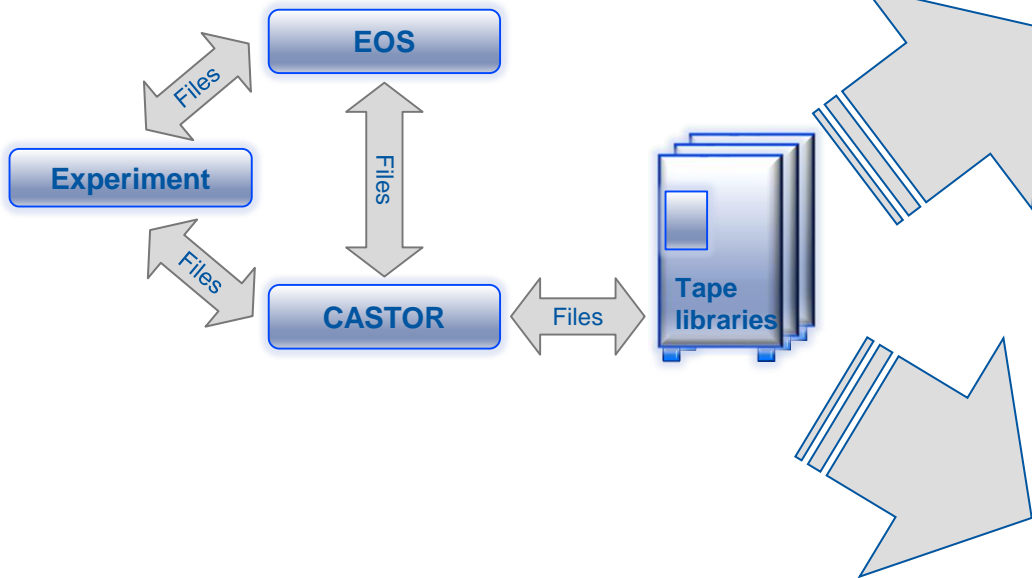 EOS
Files
Experiment
Files
Files
CASTOR
Files
Tape
libraries